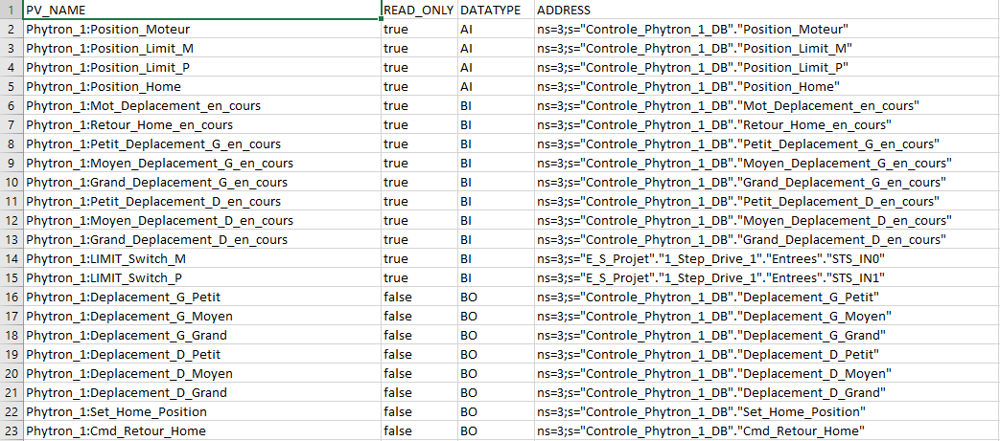 1 PV_NAME READ_ONLY DATATYPE ADDRESS
2 Phytron_1:Position_Moteur true AI ns=3;s="Controle_Phytron_1_DB"."Position_Moteur"
3 Phytron_1:Position_Limit_M true AI ns=3;s="Controle_Phytron_1_DB"."Position_Limit_M"
4 Phytron_1:Position_Limit_P true AI ns=3;s="Controle_Phytron_1_DB"."Position_Limit_P"
5 Phytron_1:Position_Home true AI ns=3;s="Controle_Phytron_1_DB"."Position_Home"
6 Phytron_1:Mot_Deplacement_en_cours true BI ns=3;s="Controle_Phytron_1_DB"."Mot_Deplacement_en_cours"
7 Phytron_1:Retour_Home_en_cours true BI ns=3;s="Controle_Phytron_1_DB"."Retour_Home_en_cours"
8 Phytron_1:Petit_Deplacement_G_en_cours true BI ns=3;s="Controle_Phytron_1_DB"."Petit_Deplacement_G_en_cours"
9 Phytron_1:Moyen_Deplacement_G_en_cours true BI ns=3;s="Controle_Phytron_1_DB"."Moyen_Deplacement_G_en_cours"
10 Phytron_1:Grand_Deplacement_G_en_cours true BI ns=3;s="Controle_Phytron_1_DB"."Grand_Deplacement_G_en_cours"
11 Phytron_1:Petit_Deplacement_D_en_cours true BI ns=3;s="Controle_Phytron_1_DB"."Petit_Deplacement_D_en_cours"
12 Phytron_1:Moyen_Deplacement_D_en_cours true BI ns=3;s="Controle_Phytron_1_DB"."Moyen_Deplacement_D_en_cours"
13 Phytron_1:Grand_Deplacement_D_en_cours true BI ns=3;s="Controle_Phytron_1_DB"."Grand_Deplacement_D_en_cours"
14 Phytron_1:LIMIT_Switch_M true BI ns=3;s="E_S_Projet"."1_Step_Drive_1"."Entrees"."STS_IN0"
15 Phytron_1:LIMIT_Switch_P true BI ns=3;s="E_S_Projet"."1_Step_Drive_1"."Entrees"."STS_IN1"
16 Phytron_1:Deplacement_G_Petit false BO ns=3;s="Controle_Phytron_1_DB"."Deplacement_G_Petit"
17 Phytron_1:Deplacement_G_Moyen false BO ns=3;s="Controle_Phytron_1_DB"."Deplacement_G_Moyen"
18 Phytron_1:Deplacement_G_Grand false BO ns=3;s="Controle_Phytron_1_DB"."Deplacement_G_Grand"
19 Phytron_1:Deplacement_D_Petit false BO ns=3;s="Controle_Phytron_1_DB"."Deplacement_D_Petit"
20 Phytron_1:Deplacement_D_Moyen false BO ns=3;s="Controle_Phytron_1_DB"."Deplacement_D_Moyen"
21 Phytron_1:Deplacement_D_Grand false BO ns=3;s="Controle_Phytron_1_DB"."Deplacement_D_Grand"
22 Phytron_1:Set_Home_Position false BO ns=3;s="Controle_Phytron_1_DB"."Set_Home_Position"
23 Phytron_1:Cmd_Retour_Home false BO ns=3;s="Controle_Phytron_1_DB"."Cmd_Retour_Home"